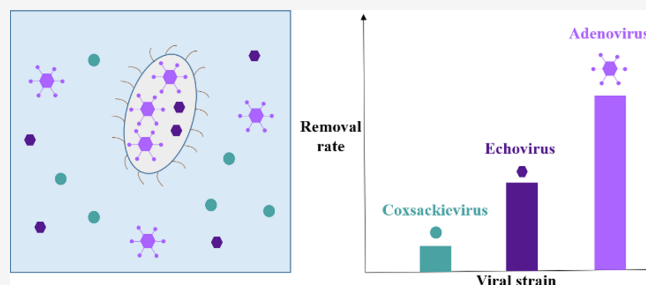 Adenovirus
Removal
rate
Echovirus
Coxsackievirus
Viral strain